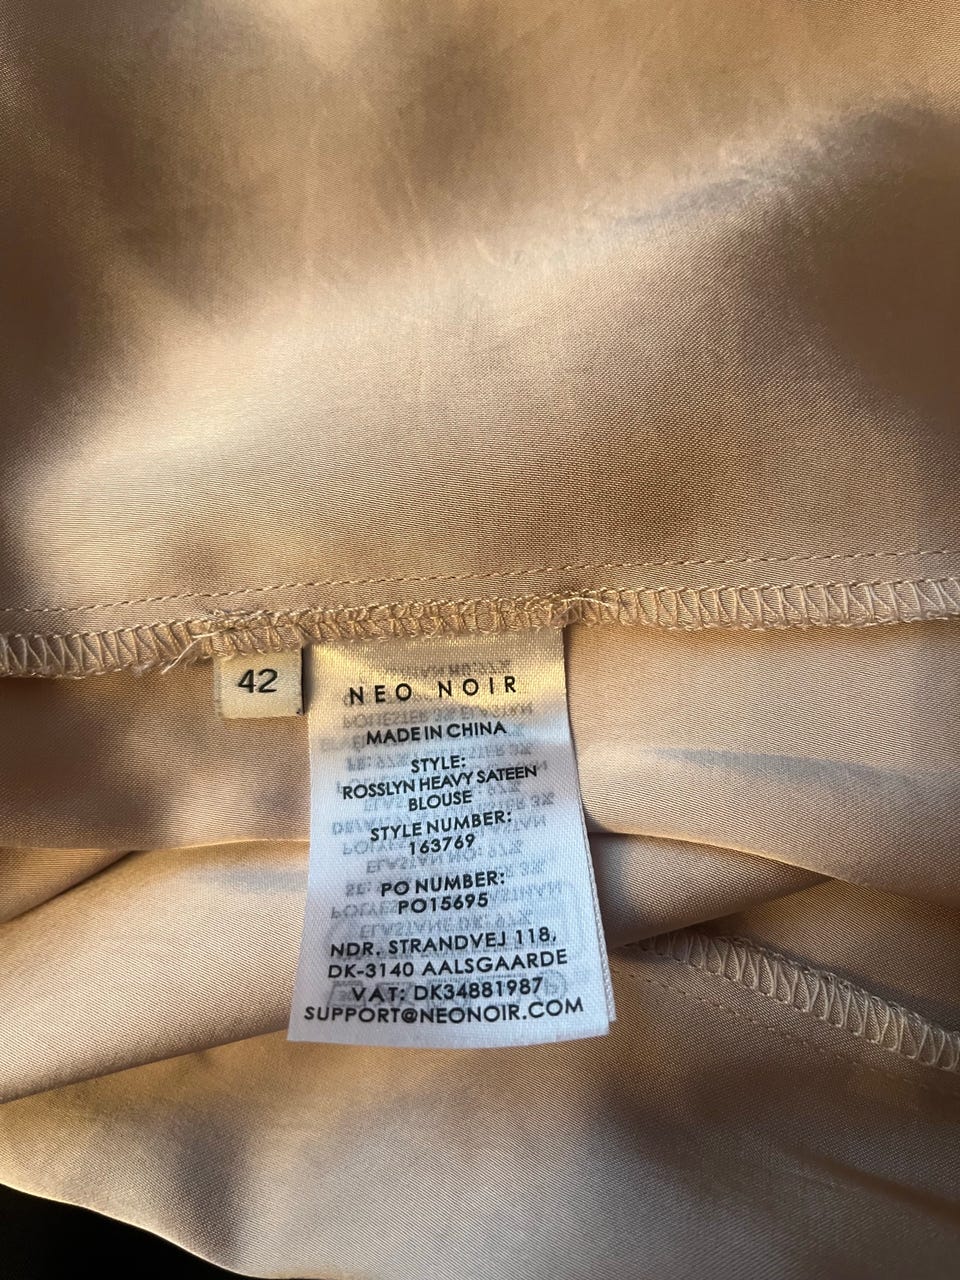 42
NEO NOIR
MADE IN CHINA
STYLE:
ROSSLYN HEAVY SATEEN
BLOUSE
STYLE NUMBER:
163769
PO NUMBER:
PO15695
NDR. STRANDVEJ 118,
DK-3140 AALSGAARDE
VAT: DK34881987
SUPPORT@NEONOIR.COM